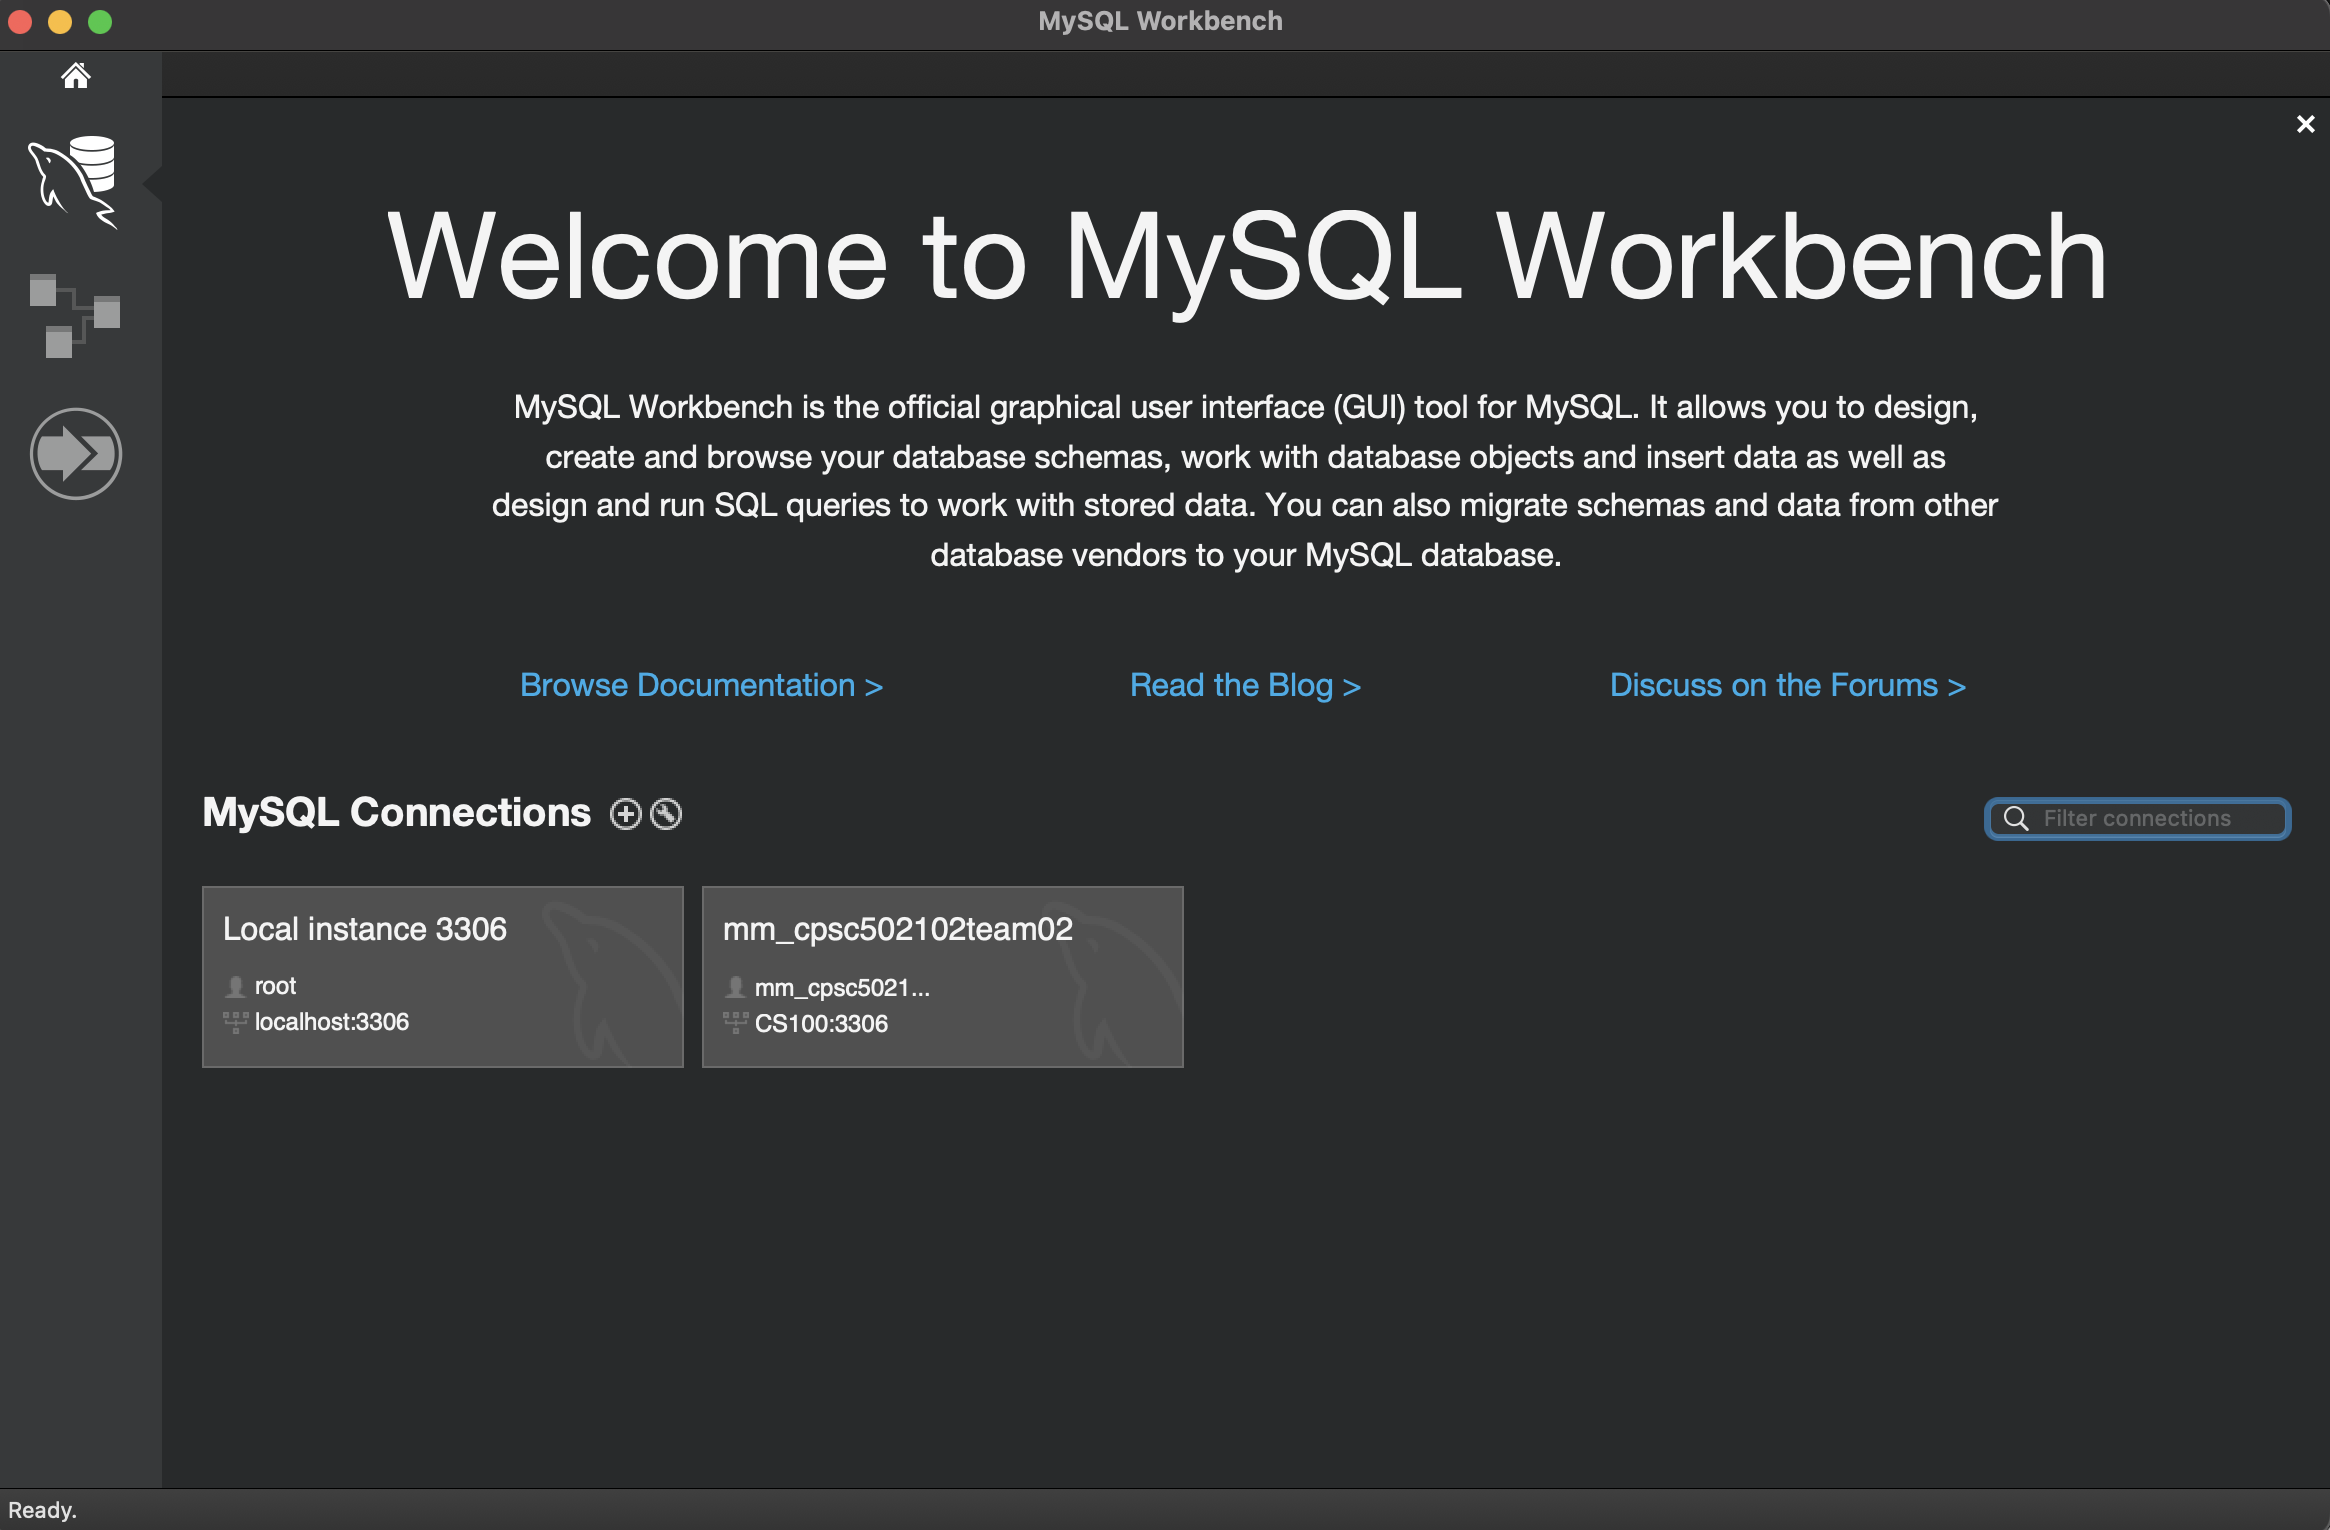 MySQL Workbench
Welcome to MySQL Workbench
MySQL Workbench is the official graphical user interface (GUI) tool for MySQL. It allows you to design,
create and browse your database schemas, work with database objects and insert data as well as
design and run SQL queries to work with stored data. You can also migrate schemas and data from other
database vendors to your MySQL database.
Browse Documentation >
Read the Blog >
Discuss on the Forums >
MySQL Connections
Filter connections
Local instance 3306
root
localhost:3306
mm_cpsc502102team02
mm_cpsc5021...
CS100:3306
Ready.